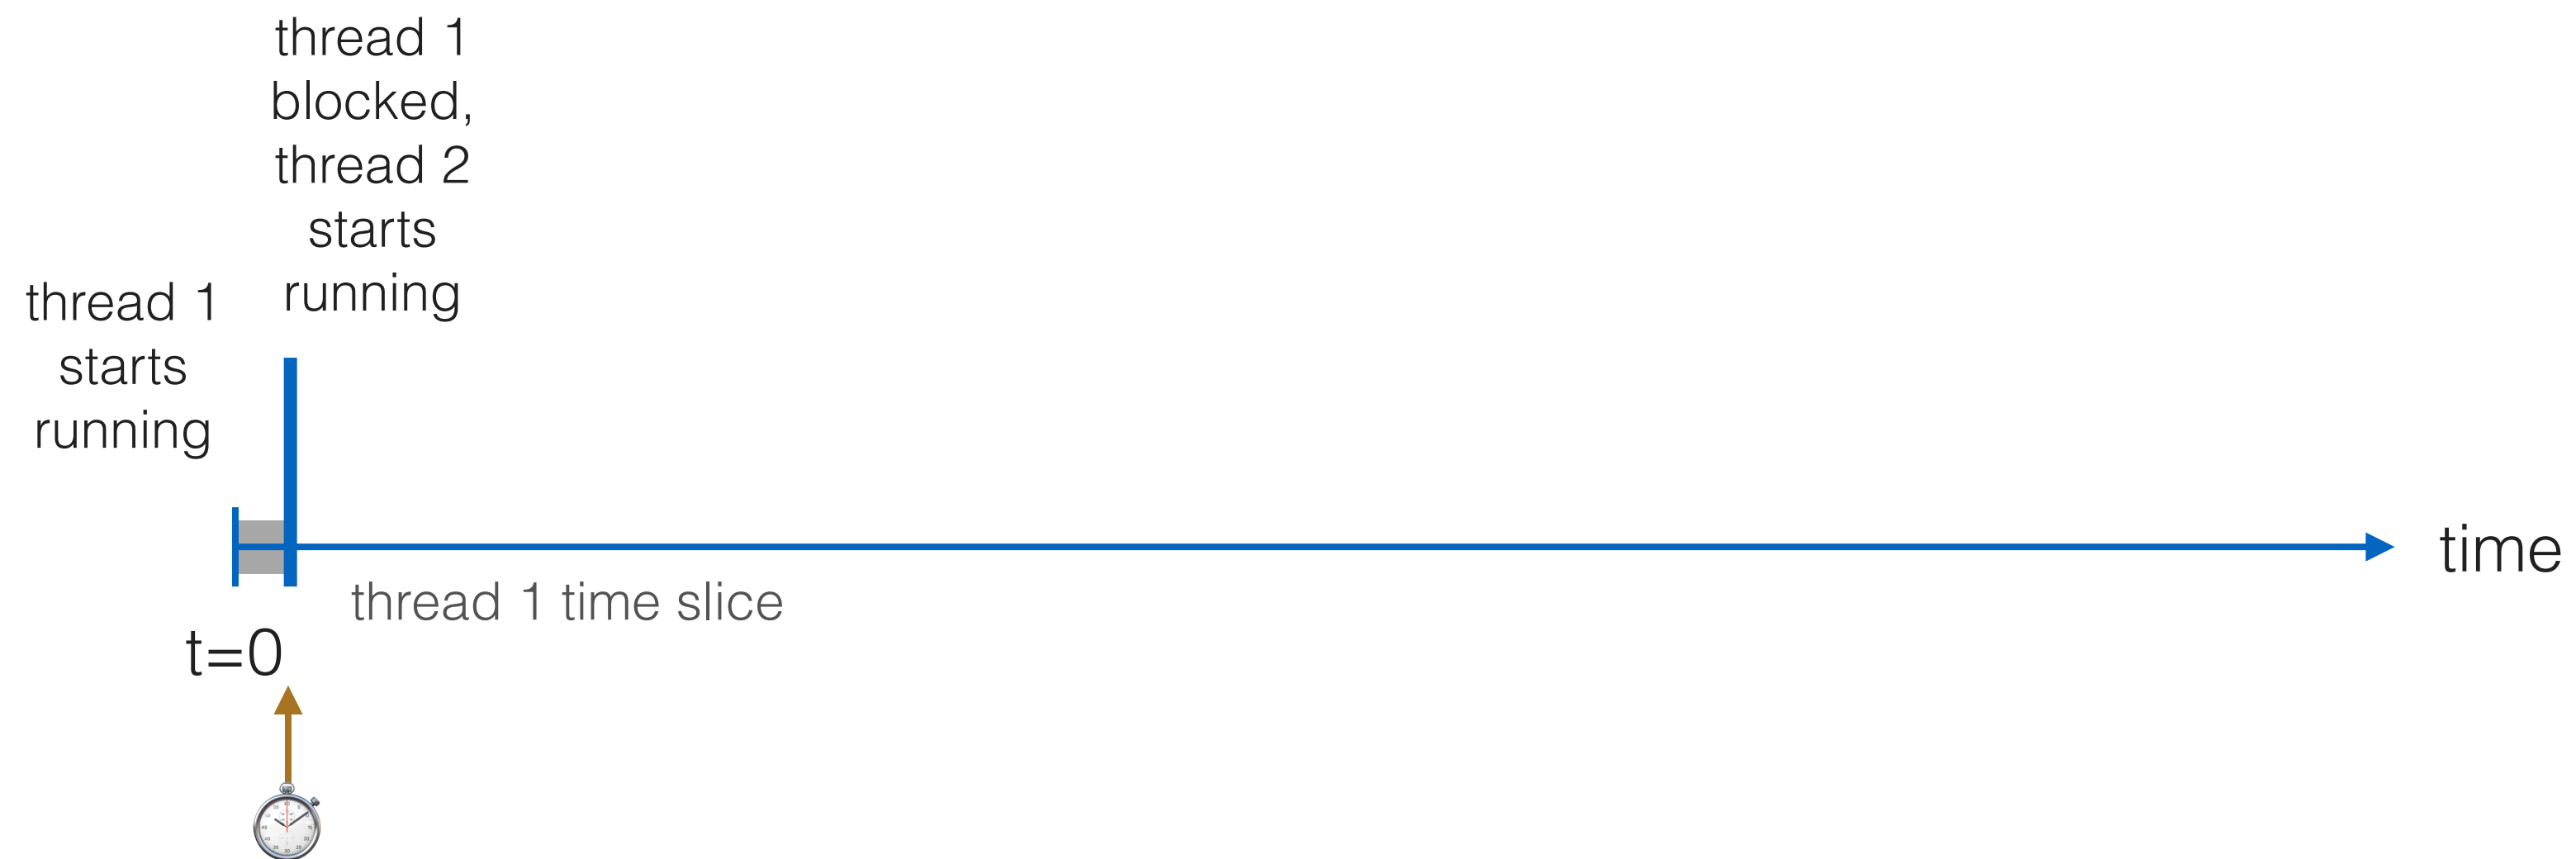 thread 1
starts
running
thread 1
blocked,
thread 2
starts
running
time
thread 1 time slice
t=0